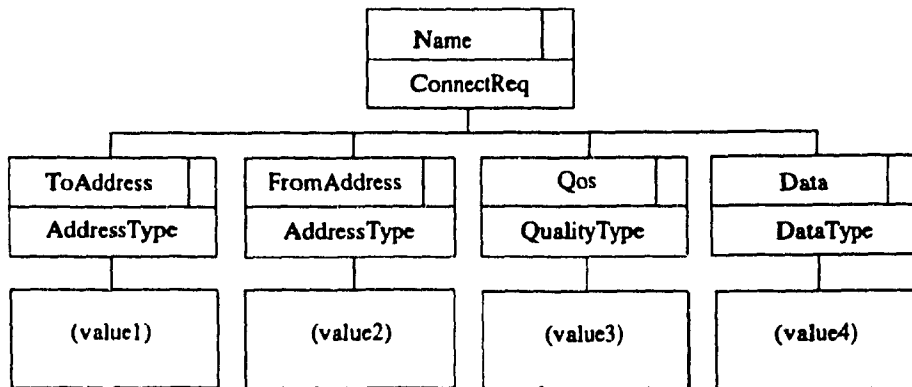 Name
ConnectReq
ToAddress FromAddress Qos Data
AddressType AddressType QualityType DataType
(value1) (value2) (value3) (value4)